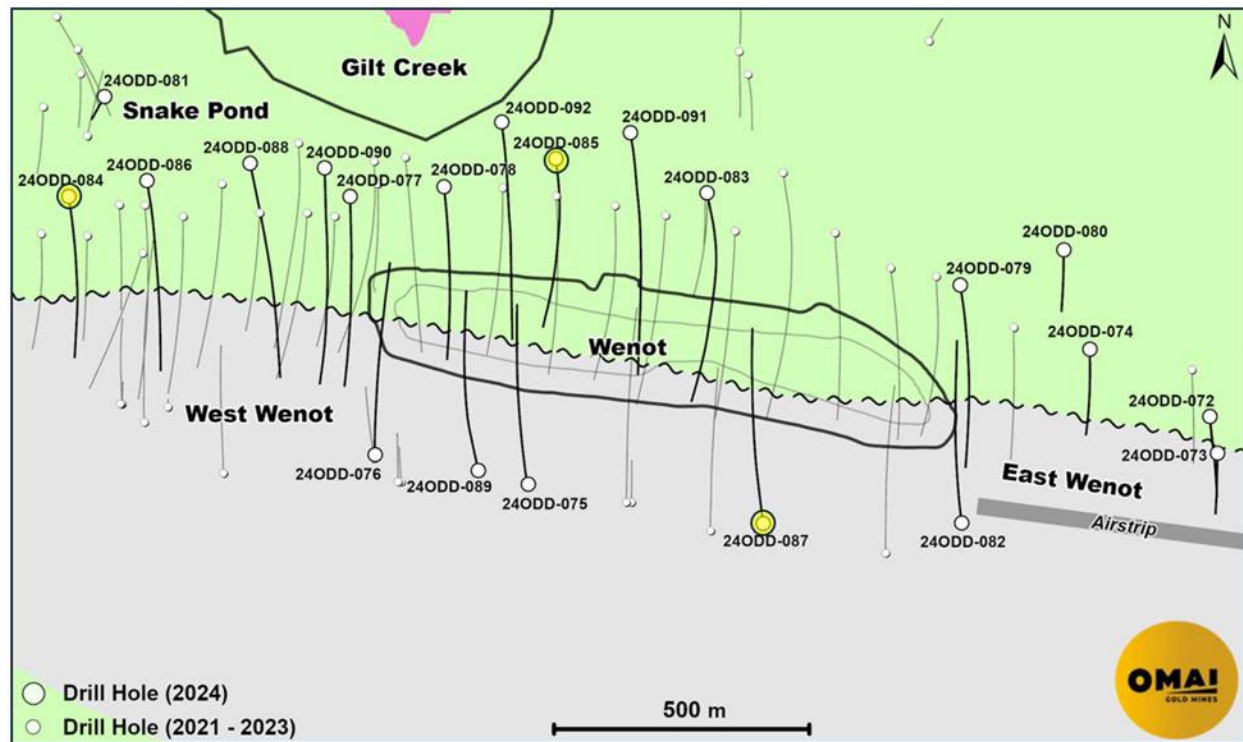 N
Gilt Creek
24ODD-081
Snake Pond
24ODD-092
24ODD-091
24ODD-085
24ODD-088
24ODD-090
24ODD-086
24ODD-078
24ODD-084
24ODD-077
24ODD-083
24ODD-080
24ODD-079
24ODD-074
Wenot
West Wenot
24ODD-072
24ODD-073
24ODD-076
24ODD-089
24ODD-075
East Wenot
Airstrip
24ODD-087
24ODD-082
OMAI
GOLD MINES
Drill Hole (2024)
Drill Hole (2021 - 2023)
500 m